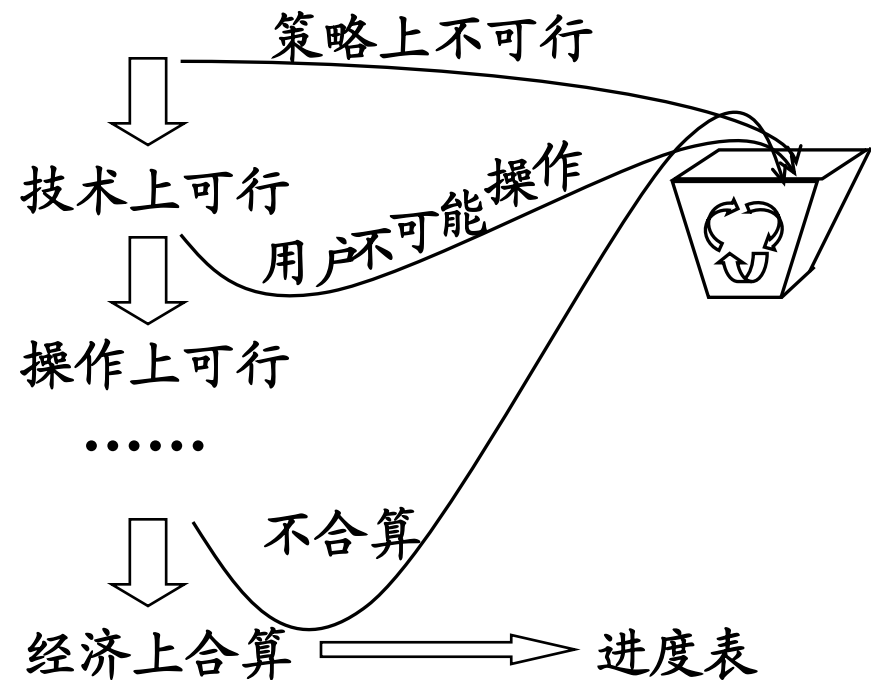 策略上不可行
技术上可行
用户不可能操作
操作上可行
……
不合算
经济上合算
进度表